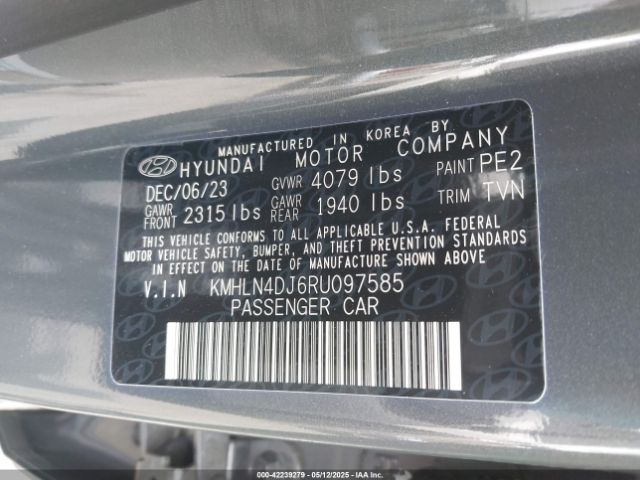 MANUFACTURED IN KOREA BY
HYUNDAI MOTOR COMPANY
DEC/06/23 GVWR 4079 lbs PAINT PE2
GAWR FRONT 2315 lbs GAWR REAR 1940 lbs TRIM TVN
THIS VEHICLE CONFORMS TO ALL APPLICABLE U.S.A. FEDERAL
MOTOR VEHICLE SAFETY, BUMPER, AND THEFT PREVENTION STANDARDS
IN EFFECT ON THE DATE OF MANUFACTURE SHOWN ABOVE
V.I.N KMHLN4DJ6RU097585
PASSENGER CAR
000-42239279 - 05/12/2025 - IAAI.COM